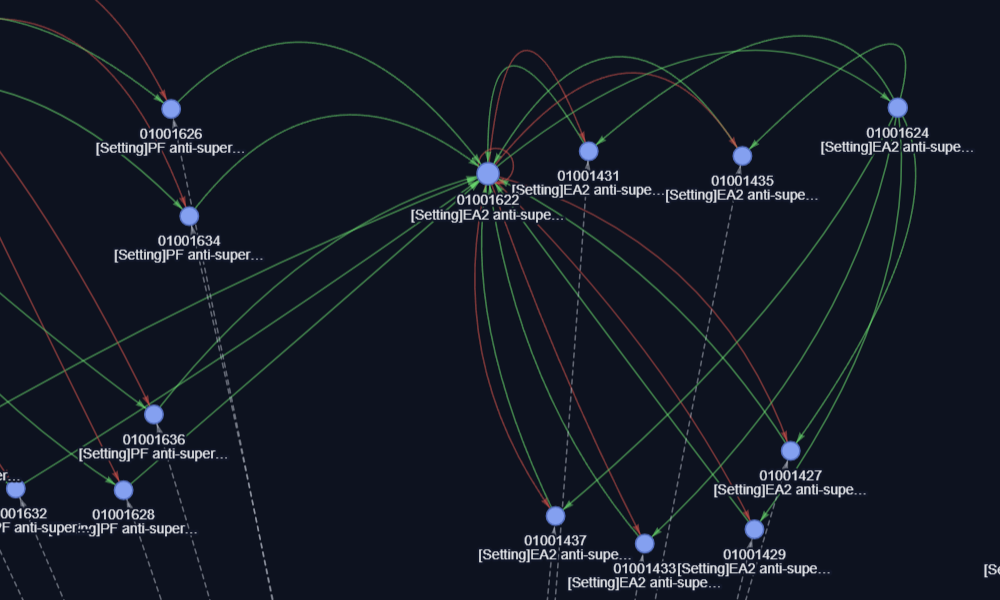 01001626
[Setting]PF anti-super...
01001624
[Setting]EA2 anti-supe...
01001431
[Setting]EA2 anti-supe...
01001435
[Setting]EA2 anti-supe...
01001622
[Setting]EA2 anti-supe...
01001634
[Setting]PF anti-super...
01001636
[Setting]PF anti-super...
er...
001632
PF anti-super...
01001628
ng]PF anti-super...
01001427
[Setting]EA2 anti-supe...
01001437
[Setting]EA2 anti-supe...
01001429
[Setting]EA2 anti-supe...
01001433
[Setting]EA2 anti-supe...
[Se